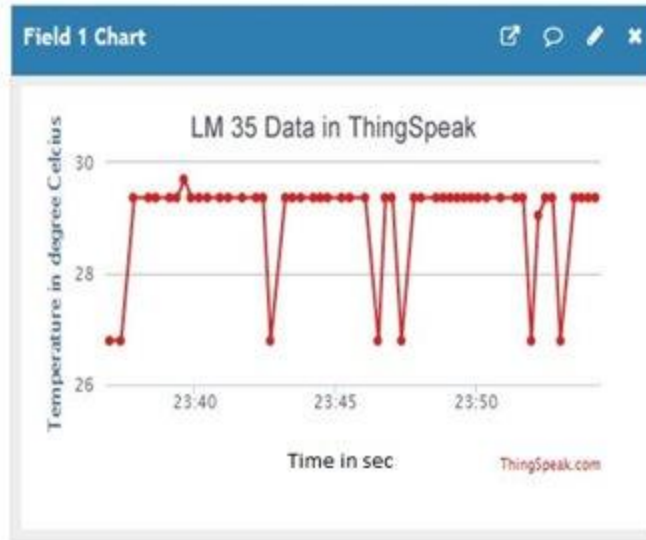 Field 1 Chart
LM 35 Data in ThingSpeak
Temperature in degree Celcius
30
28
26
23:40 23:45 23:50
Time in sec
ThingSpeak.com